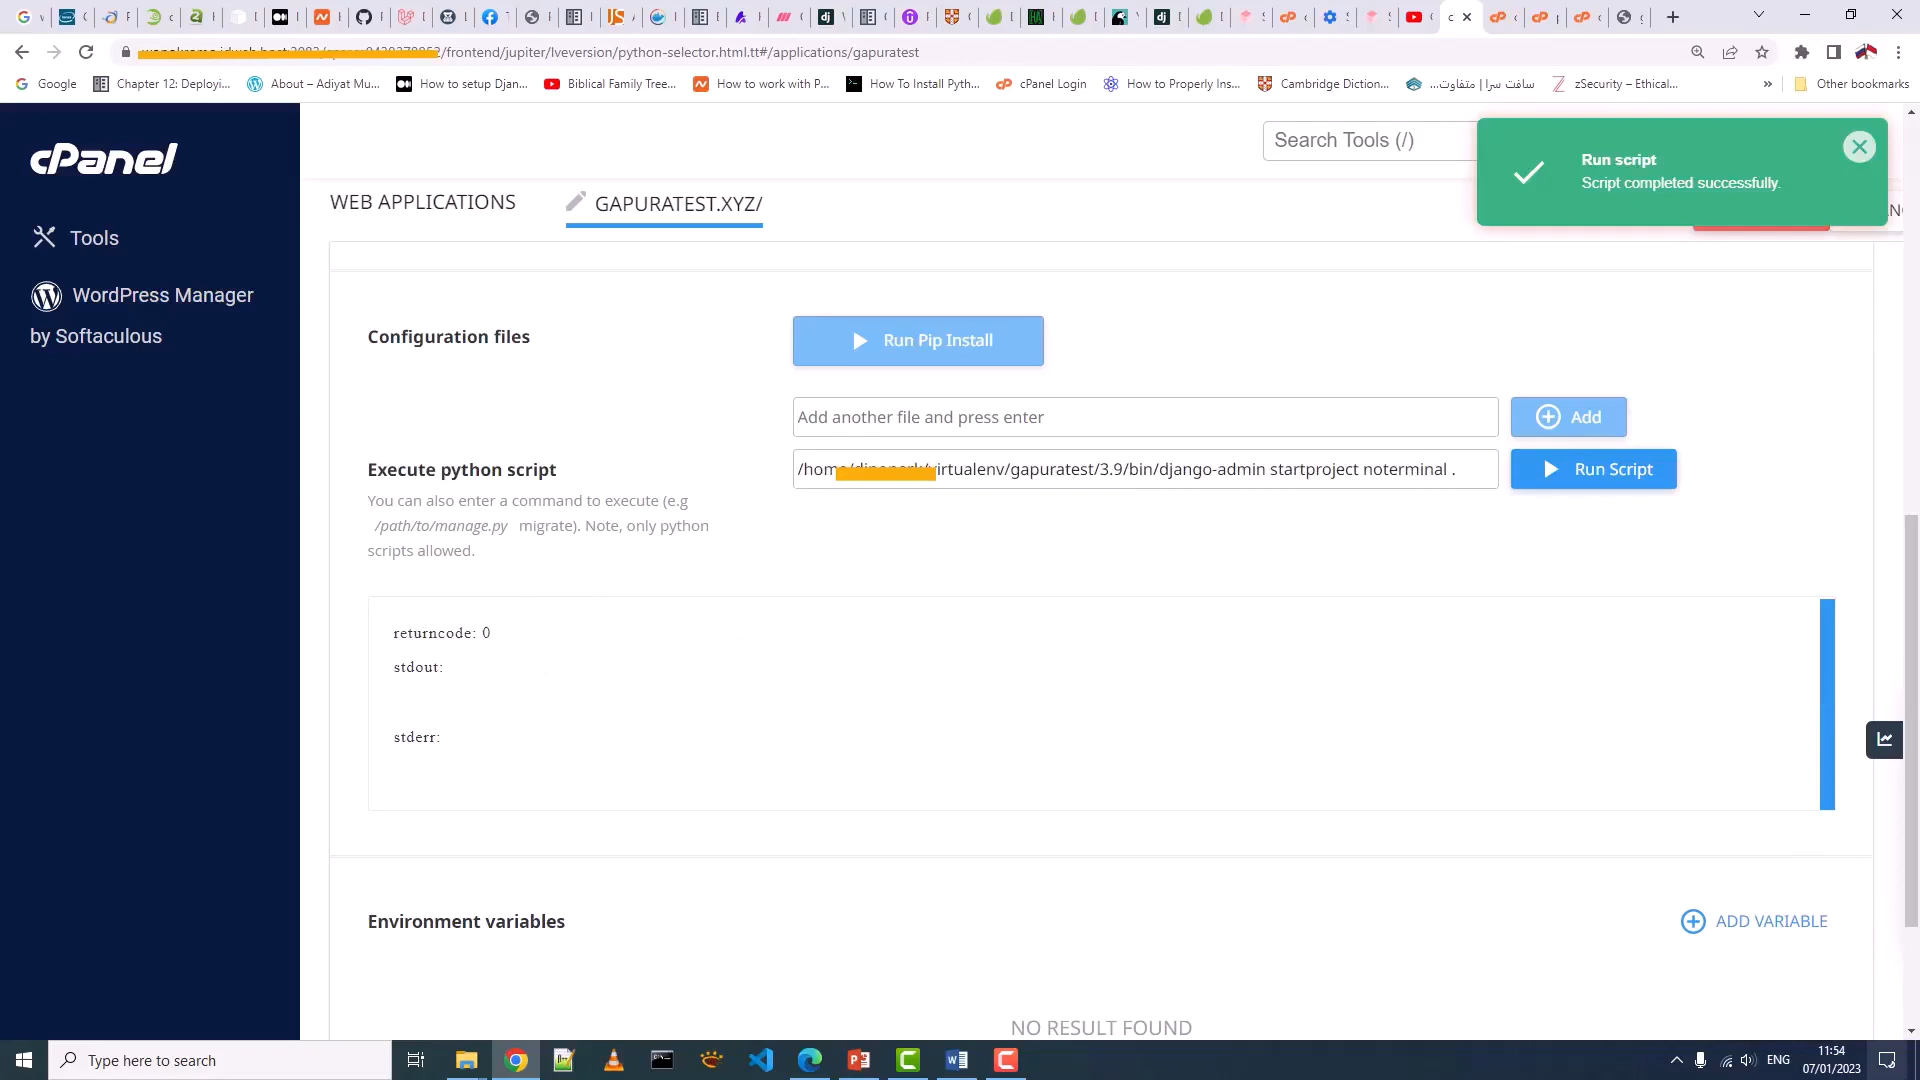 /frontend/jupiter/lveversion/python-selector.html.tt#/applications/gapuratest
Google
Chapter 12: Deployi...
About – Adiyat Mu...
How to setup Djan...
Biblical Family Tree...
How to work with P...
How To Install Pyth...
cPanel Login
How to Properly Ins...
Cambridge Diction...
سافت سرا | متفاوت...
zSecurity – Ethical...
»
Other bookmarks
cPanel
Search Tools (/)
Run script
Script completed successfully.
WEB APPLICATIONS
GAPURATEST.XYZ/
Tools
WordPress Manager
by Softaculous
Configuration files
Run Pip Install
Add another file and press enter
Add
Execute python script
/home/ virtualenv/gapuratest/3.9/bin/django-admin startproject noterminal .
Run Script
You can also enter a command to execute (e.g
/path/to/manage.py migrate). Note, only python
scripts allowed.
returncode: 0
stdout:
stderr:
Environment variables
ADD VARIABLE
NO RESULT FOUND
Type here to search
ENG
11:54
07/01/2023